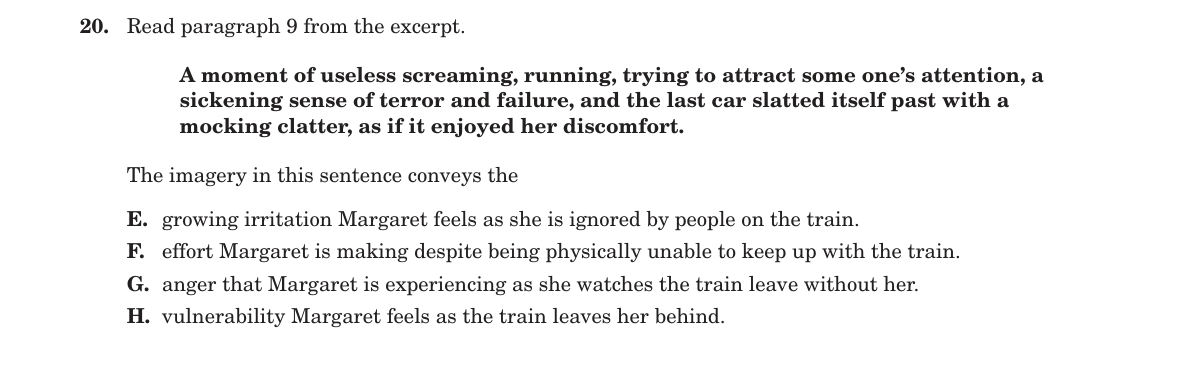 20. Read paragraph 9 from the excerpt.
A moment of useless screaming, running, trying to attract some one’s attention, a
sickening sense of terror and failure, and the last car slatted itself past with a
mocking clatter, as if it enjoyed her discomfort.
The imagery in this sentence conveys the
E. growing irritation Margaret feels as she is ignored by people on the train.
F. effort Margaret is making despite being physically unable to keep up with the train.
G. anger that Margaret is experiencing as she watches the train leave without her.
H. vulnerability Margaret feels as the train leaves her behind.